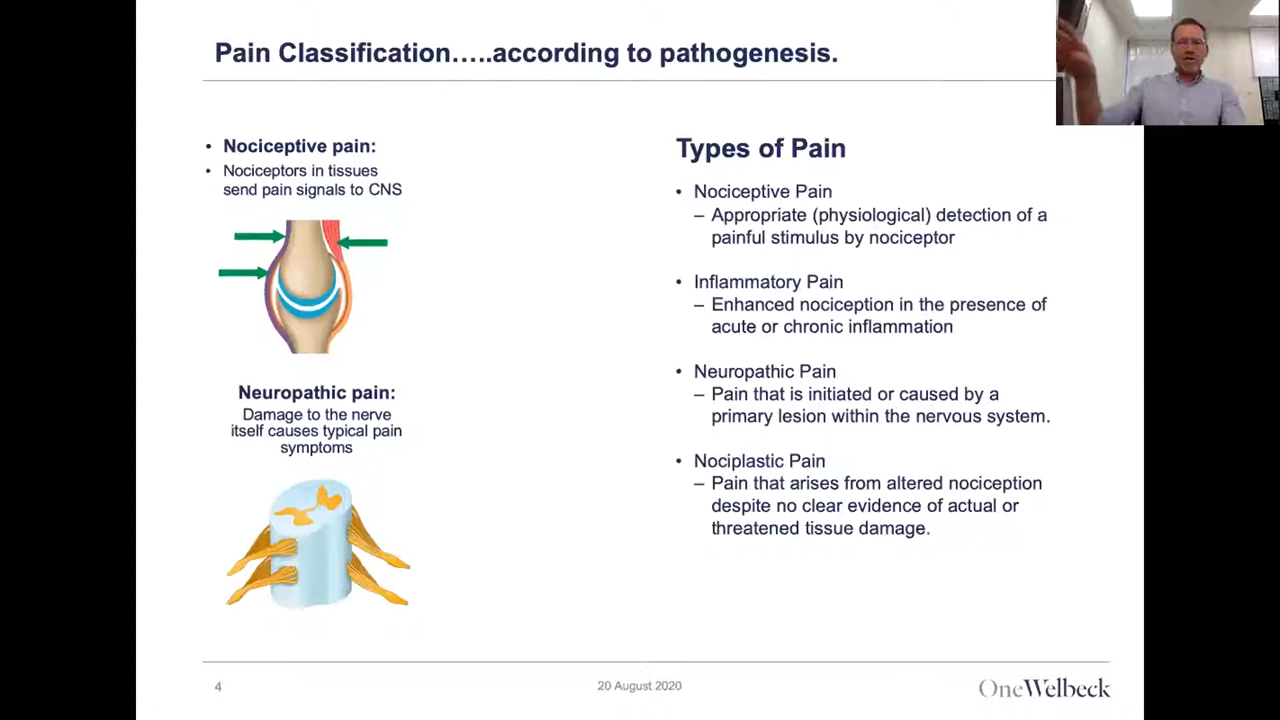 Pain Classification…..according to pathogenesis.
• Nociceptive pain:
• Nociceptors in tissues
send pain signals to CNS
Neuropathic pain:
Damage to the nerve
itself causes typical pain
symptoms
Types of Pain
• Nociceptive Pain
– Appropriate (physiological) detection of a
painful stimulus by nociceptor
• Inflammatory Pain
– Enhanced nociception in the presence of
acute or chronic inflammation
• Neuropathic Pain
– Pain that is initiated or caused by a
primary lesion within the nervous system.
• Nociplastic Pain
– Pain that arises from altered nociception
despite no clear evidence of actual or
threatened tissue damage.
4
20 August 2020
OneWelbeck